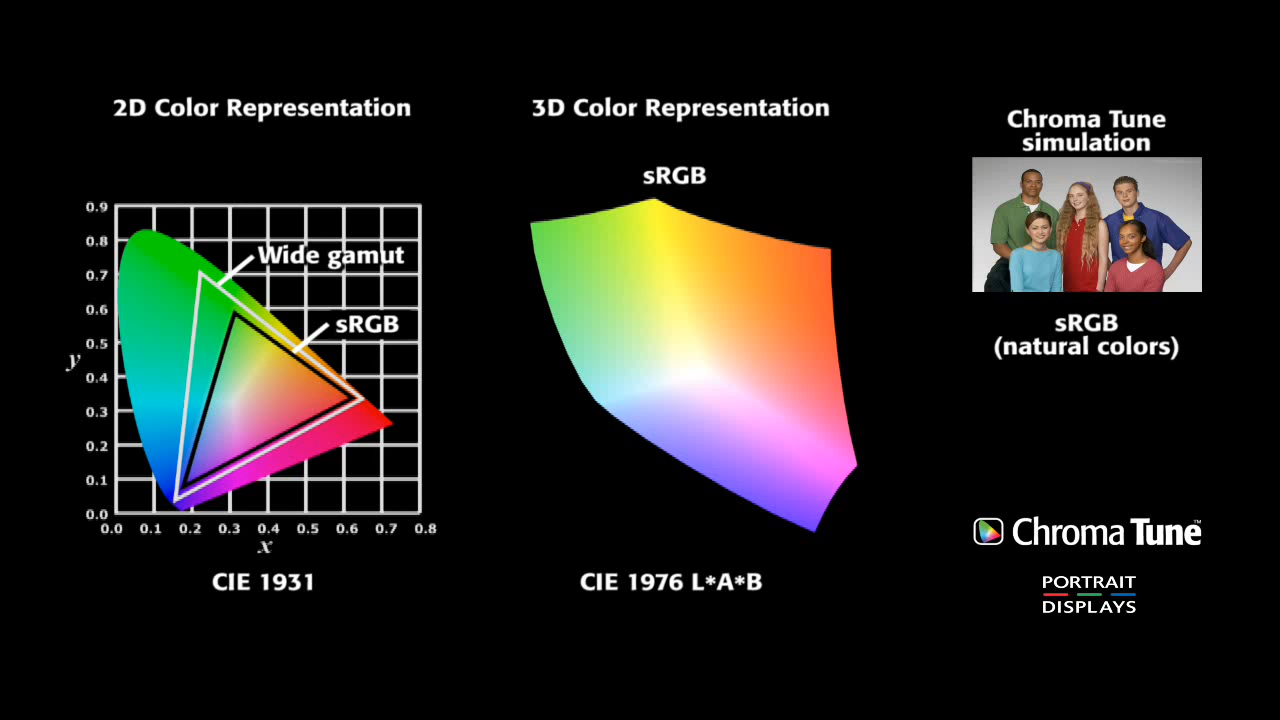 2D Color Representation
3D Color Representation
Chroma Tune
simulation
sRGB
0.9
0.8
0.7
0.6
0.5
0.4
0.3
0.2
0.1
0.0
y
Wide gamut
sRGB
0.0 0.1 0.2 0.3 0.4 0.5 0.6 0.7 0.8
x
CIE 1931
CIE 1976 L*A*B
sRGB
(natural colors)
Chroma Tune™
PORTRAIT
DISPLAYS